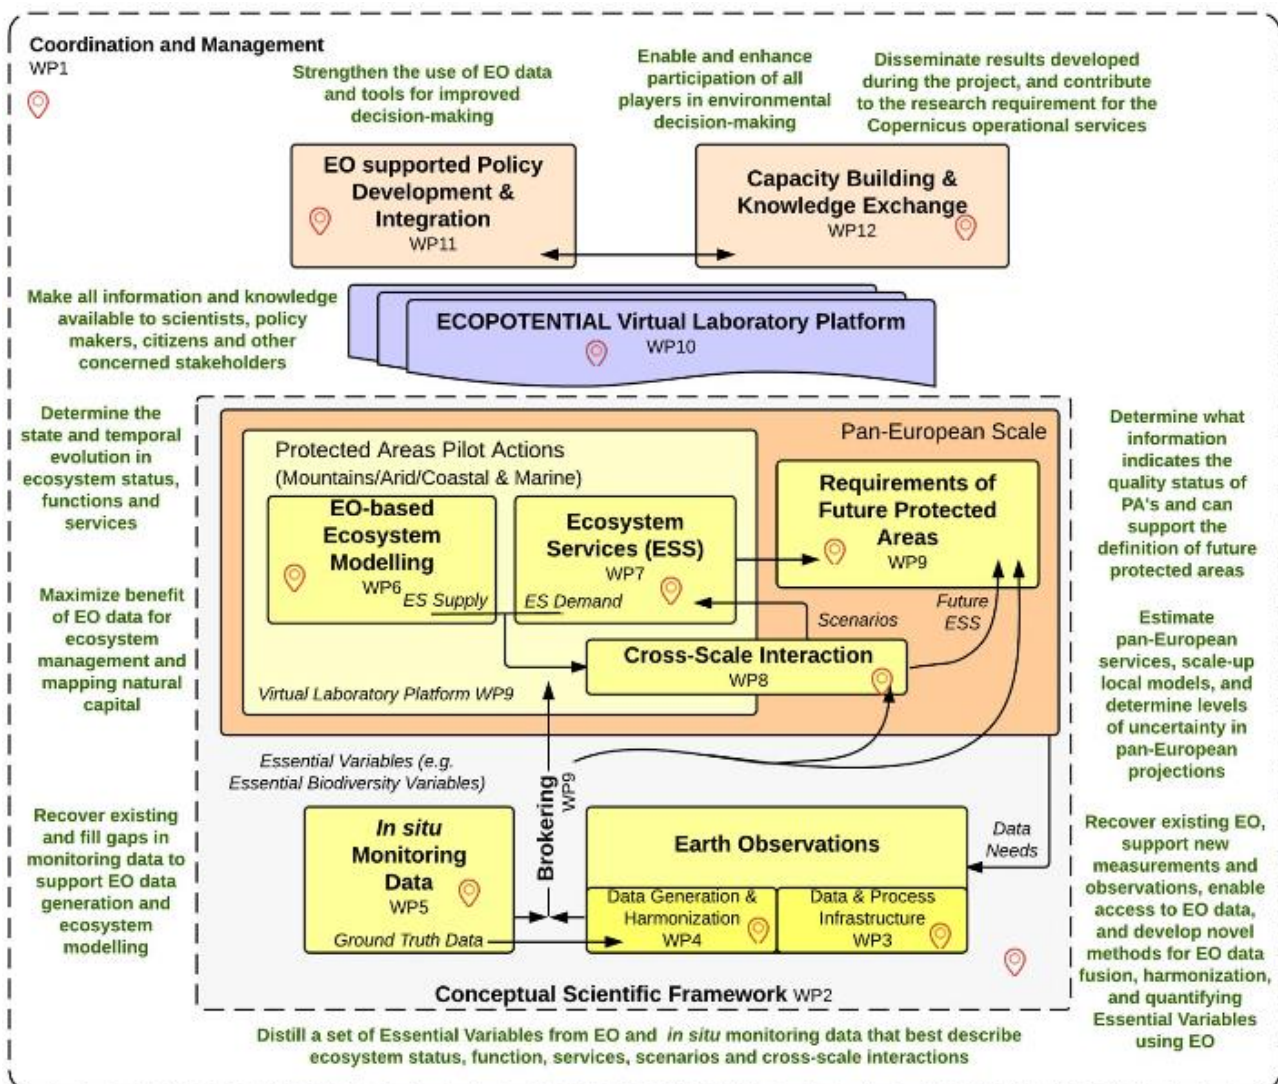 Coordination and Management
WP1
Strengthen the use of EO data
and tools for improved
decision-making
Enable and enhance
participation of all
players in environmental
decision-making
Disseminate results developed
during the project, and contribute
to the research requirement for the
Copernicus operational services
EO supported Policy
Development &
Integration
WP11
Capacity Building &
Knowledge Exchange
WP12
Make all information and knowledge
available to scientists, policy
makers, citizens and other
concerned stakeholders
ECOPOTENTIAL Virtual Laboratory Platform
WP10
Determine the
state and temporal
evolution in
ecosystem status,
functions and
services
Maximize benefit
of EO data for
ecosystem
management and
mapping natural
capital
Recover existing
and fill gaps in
monitoring data to
support EO data
generation and
ecosystem
modelling
Pan-European Scale
Protected Areas Pilot Actions
(Mountains/Arid/Coastal & Marine)
EO-based
Ecosystem
Modelling
WP6
ES Supply
Ecosystem
Services (ESS)
WP7
ES Demand
Requirements of
Future Protected
Areas
WP9
Scenarios
Future
ESS
Cross-Scale Interaction
WP8
Virtual Laboratory Platform WP9
Essential Variables (e.g.
Essential Biodiversity Variables)
Brokering
WP9
In situ
Monitoring
Data
WP5
Ground Truth Data
Earth Observations
Data Generation &
Harmonization
WP4
Data & Process
Infrastructure
WP3
Data
Needs
Conceptual Scientific Framework WP2
Determine what
information
indicates the
quality status of
PA's and can
support the
definition of future
protected areas
Estimate
pan-European
services, scale-up
local models, and
determine levels
of uncertainty in
pan-European
projections
Recover existing EO,
support new
measurements and
observations, enable
access to EO data,
and develop novel
methods for EO data
fusion, harmonization,
and quantifying
Essential Variables
using EO
Distill a set of Essential Variables from EO and in situ monitoring data that best describe
ecosystem status, function, services, scenarios and cross-scale interactions